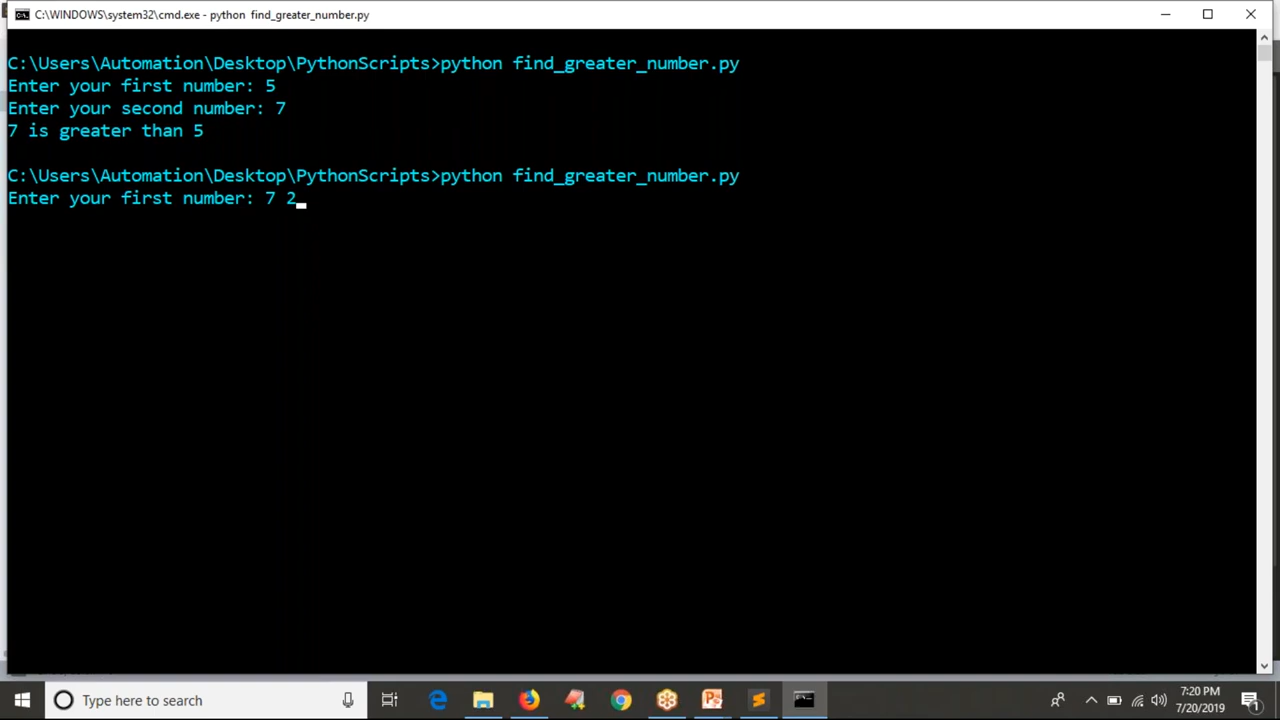 C:\WINDOWS\system32\cmd.exe - python find_greater_number.py
C:\Users\Automation\Desktop\PythonScripts>python find_greater_number.py
Enter your first number: 5
Enter your second number: 7
7 is greater than 5
C:\Users\Automation\Desktop\PythonScripts>python find_greater_number.py
Enter your first number: 7 2
Type here to search
7:20 PM
7/20/2019
1